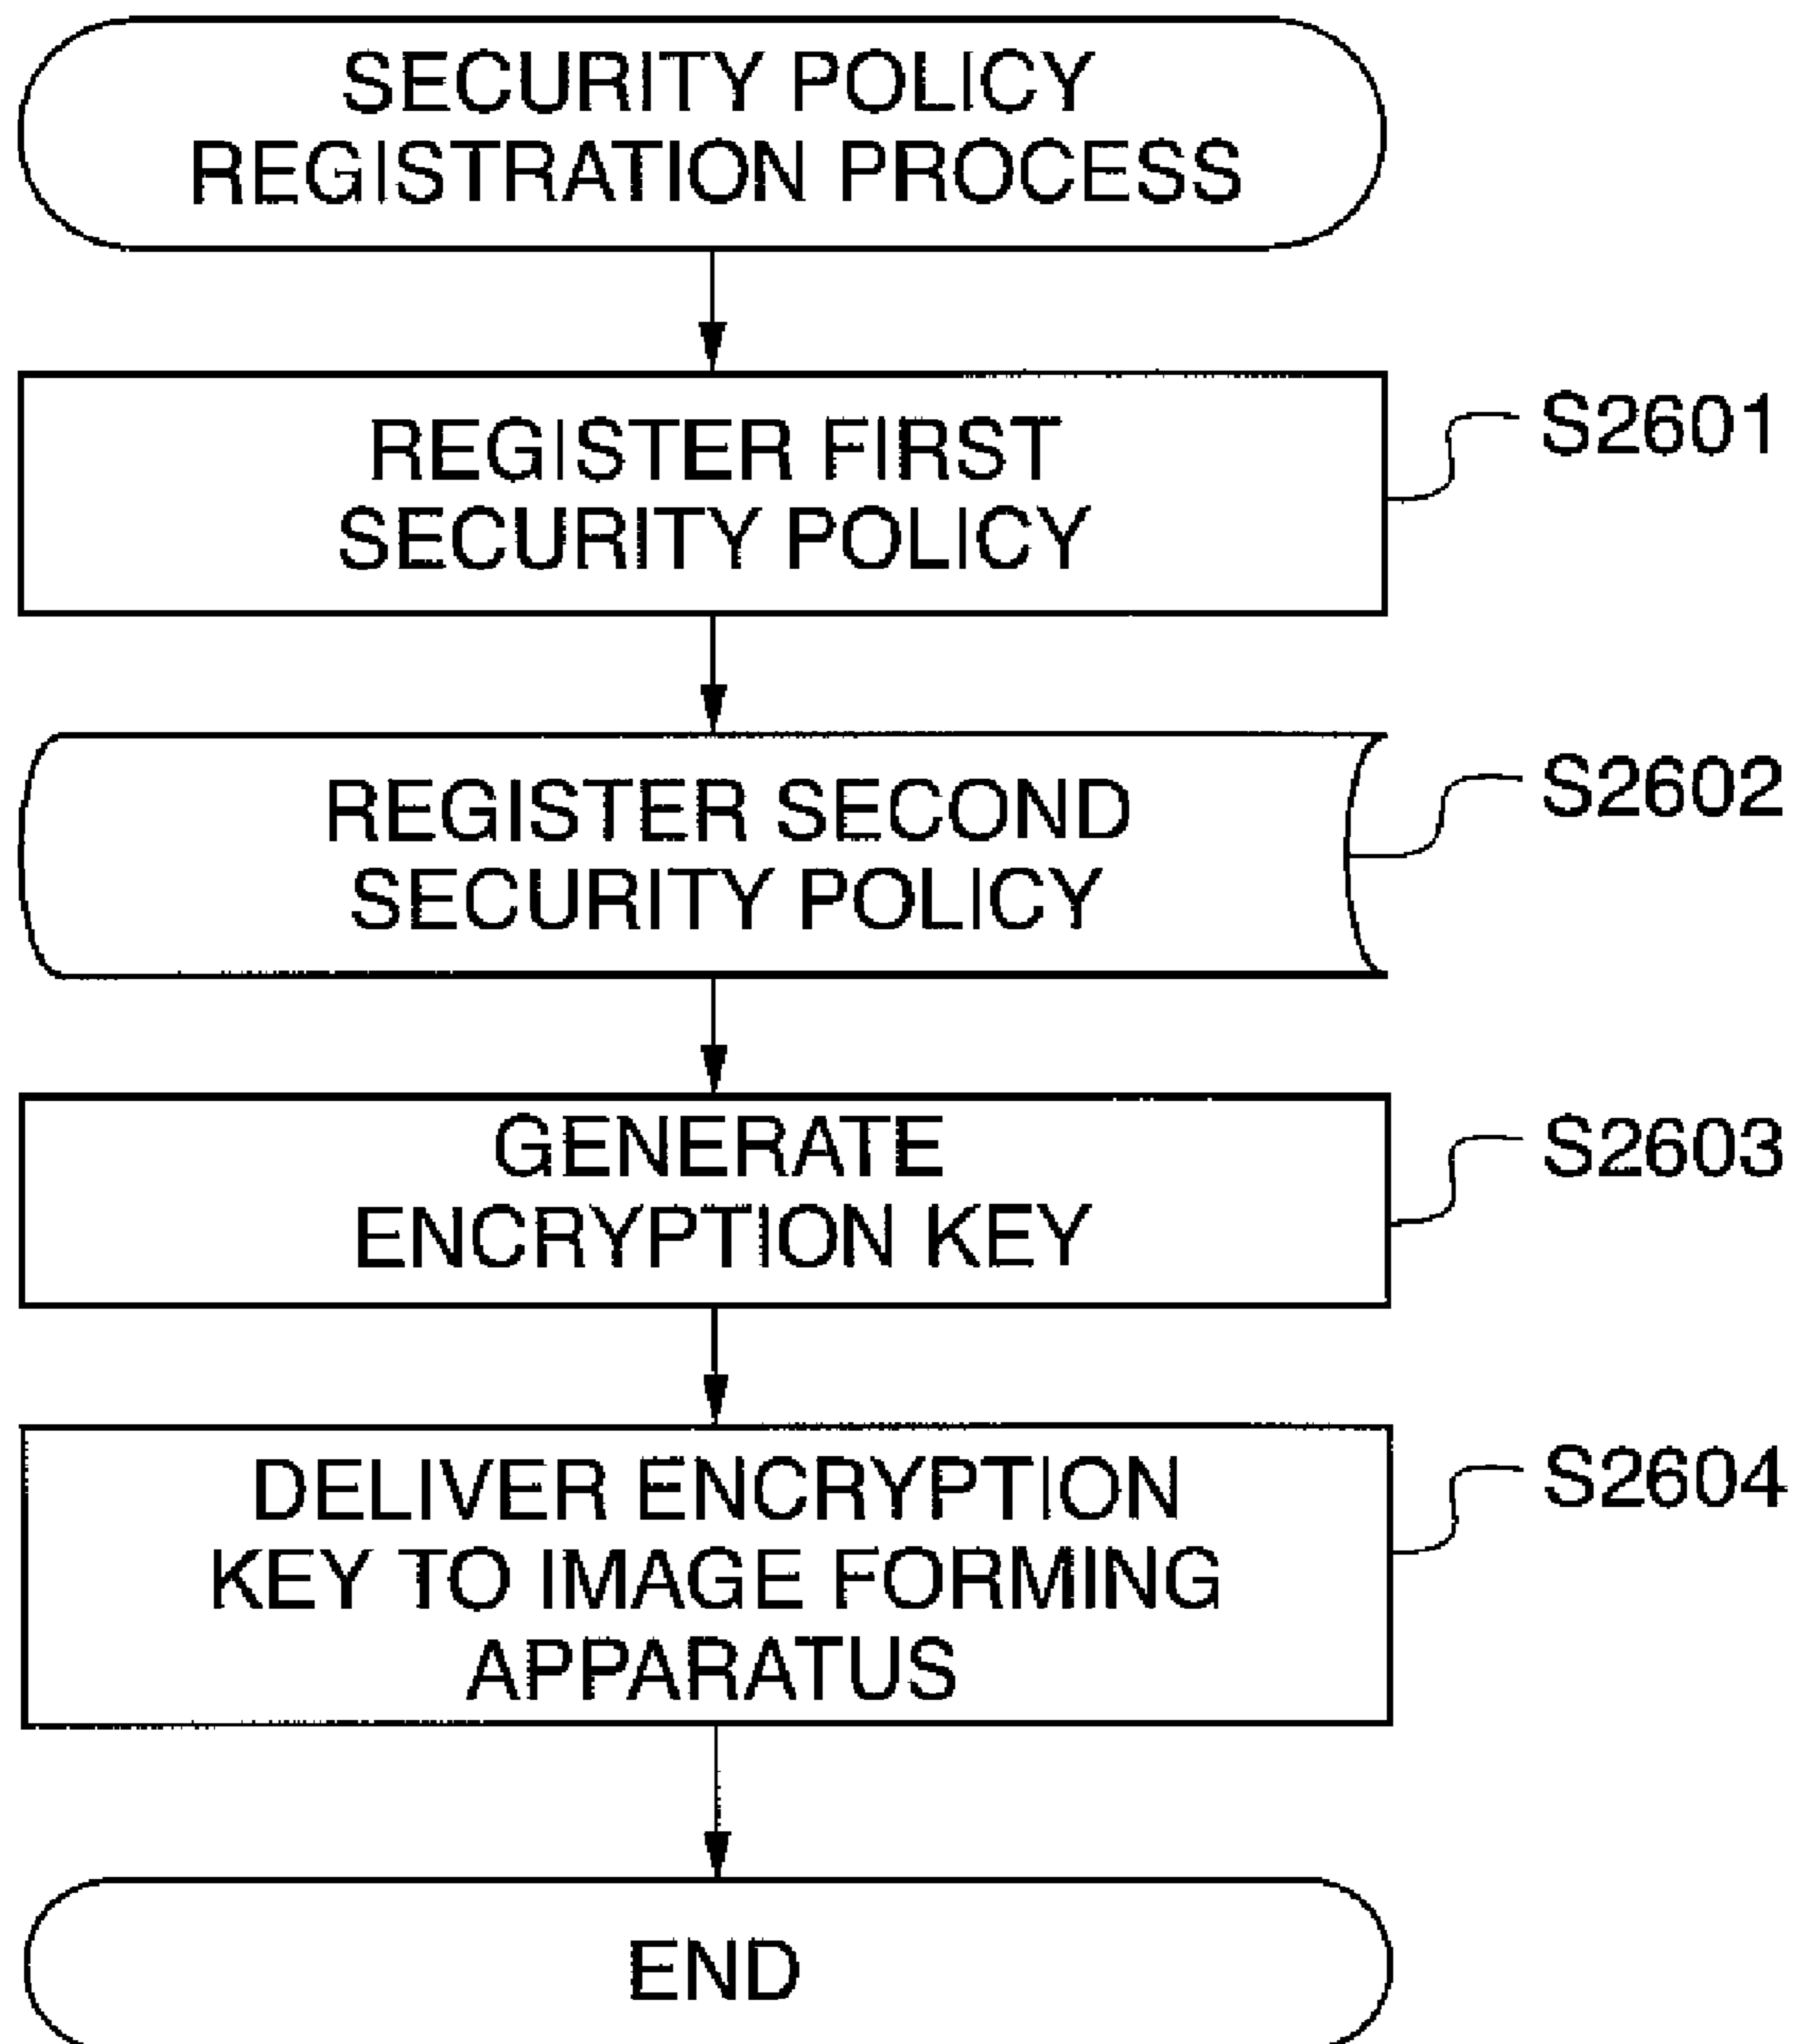 SECURITY POLICY
REGISTRATION PROCESS
REGISTER FIRST
SECURITY POLICY
S2601
REGISTER SECOND
SECURITY POLICY
S2602
GENERATE
ENCRYPTION KEY
S2603
DELIVER ENCRYPTION
KEY TO IMAGE FORMING
APPARATUS
S2604
END